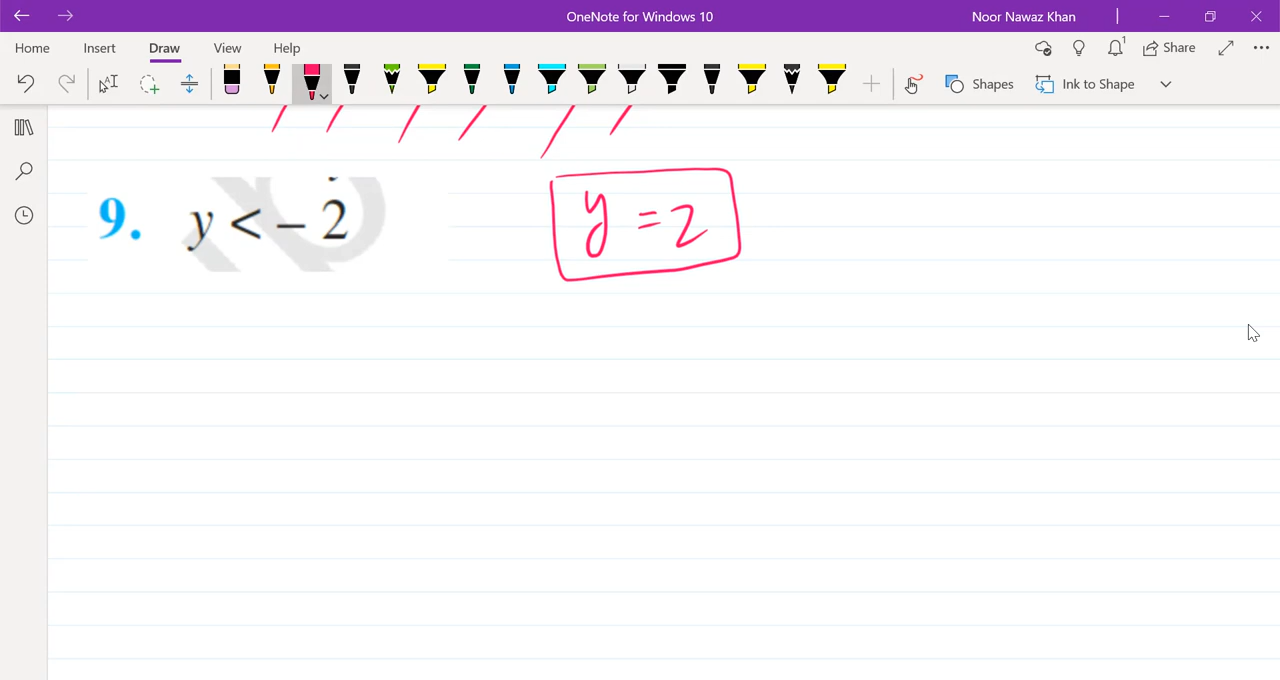 OneNote for Windows 10
Noor Nawaz Khan
Home Insert Draw View Help
1
Share
Shapes
Ink to Shape
9. y < − 2
y = 2